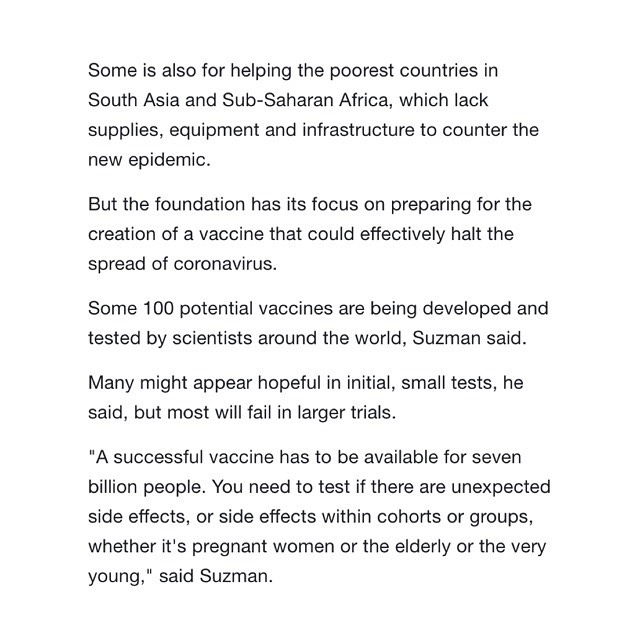 Some is also for helping the poorest countries in
South Asia and Sub-Saharan Africa, which lack
supplies, equipment and infrastructure to counter the
new epidemic.
But the foundation has its focus on preparing for the
creation of a vaccine that could effectively halt the
spread of coronavirus.
Some 100 potential vaccines are being developed and
tested by scientists around the world, Suzman said.
Many might appear hopeful in initial, small tests, he
said, but most will fail in larger trials.
"A successful vaccine has to be available for seven
billion people. You need to test if there are unexpected
side effects, or side effects within cohorts or groups,
whether it's pregnant women or the elderly or the very
young," said Suzman.